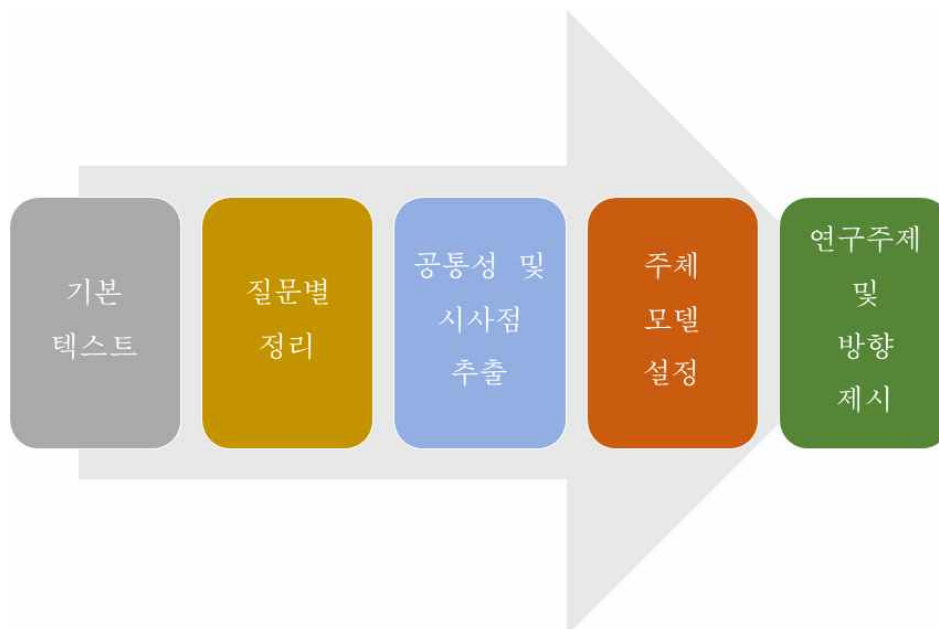 기본
텍스트
질문별
정리
공통성 및
시사점
추출
주체
모델
설정
연구주제
및
방향
제시